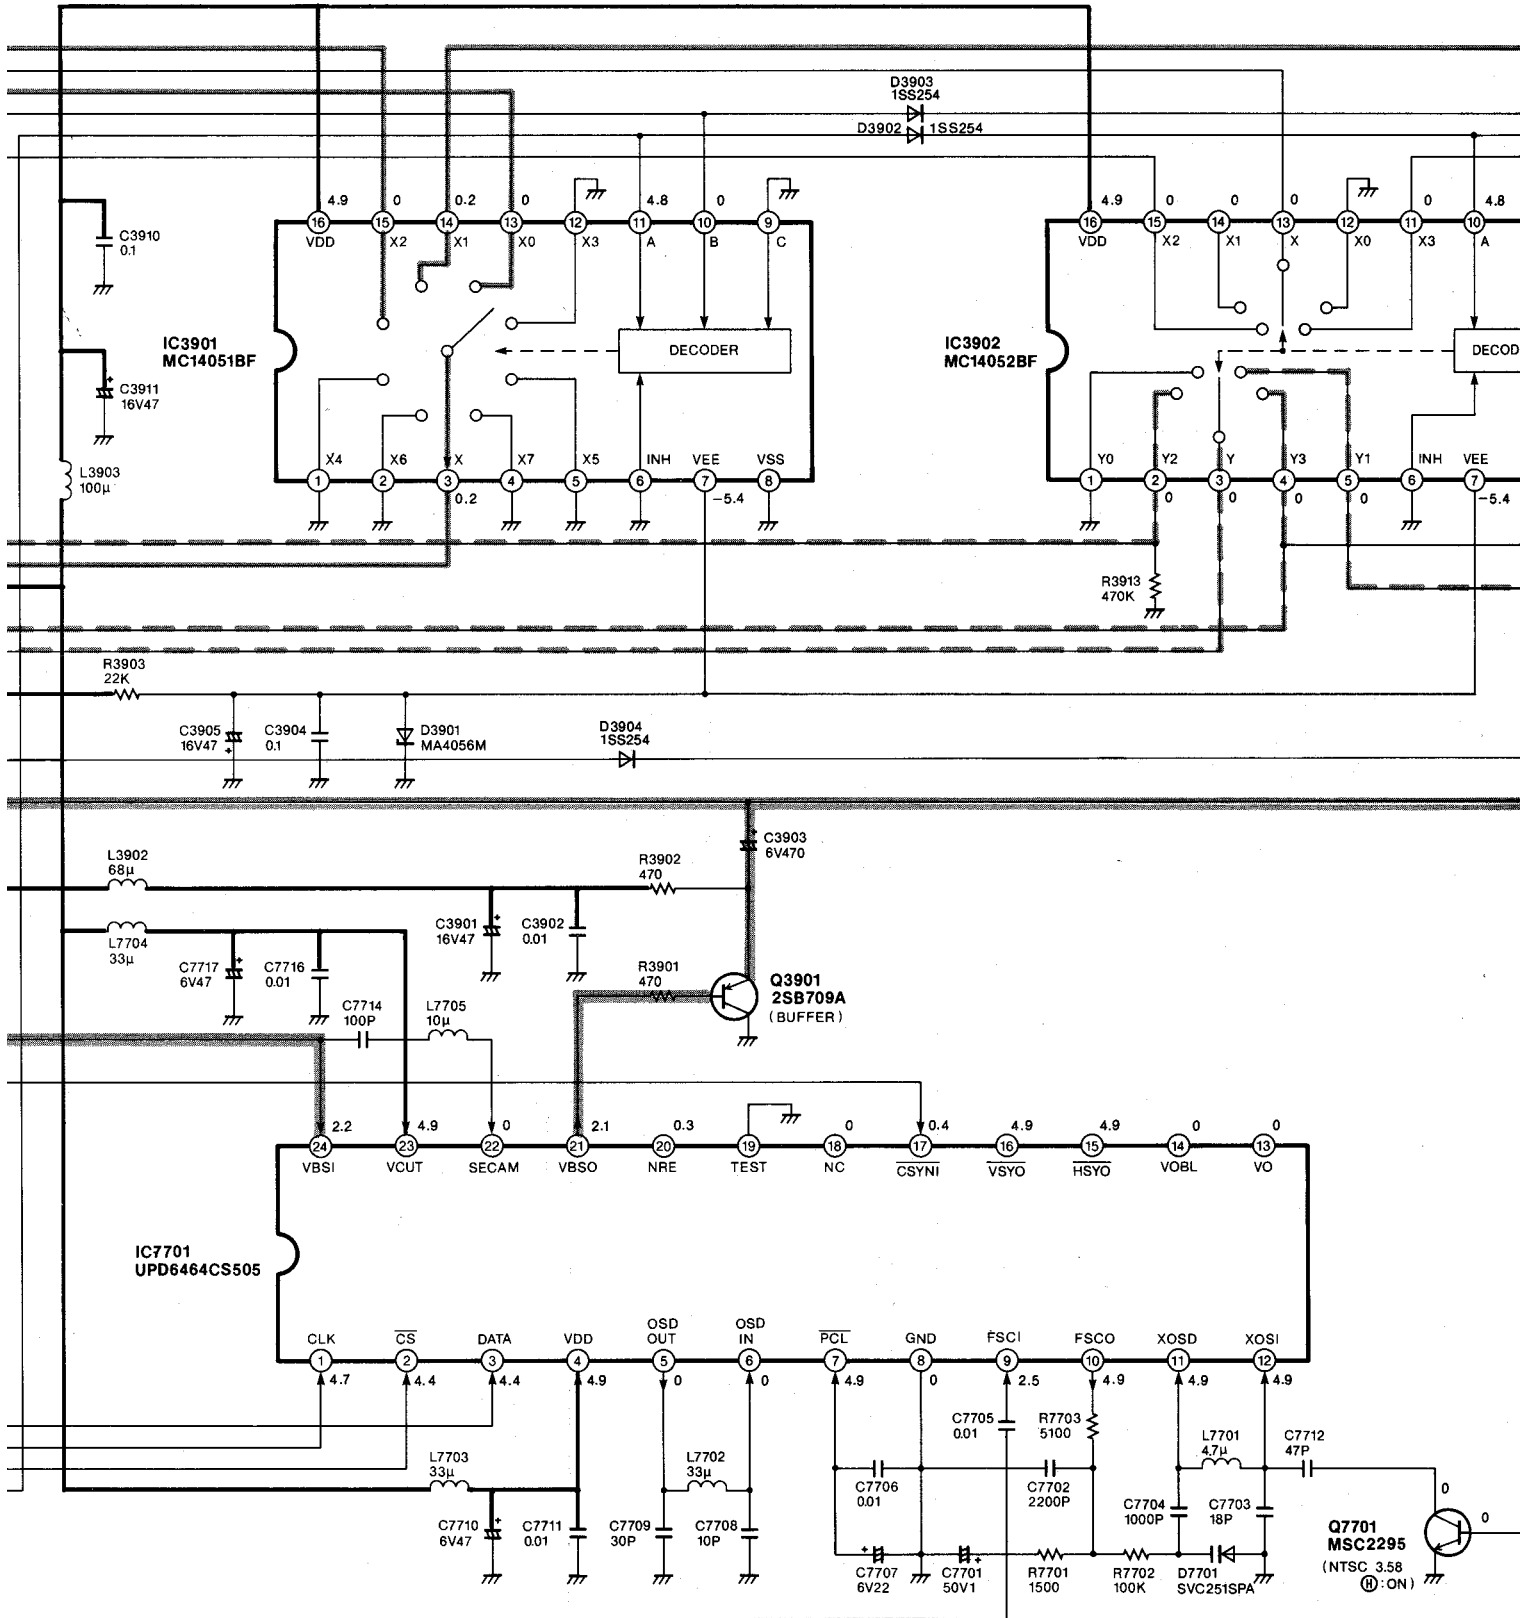 D3903
1SS254
D3902 1SS254
4.9 0 0.2 0 4.8 0
16 15 14 13 12 11 10 9
VDD X2 X1 X0 X3 A B C
4.9 0 0 0 0 4.8
16 15 14 13 12 11 10
VDD X2 X1 X X0 X3 A
C3910
0.1
IC3901
MC14051BF
DECODER
IC3902
MC14052BF
DECOD
C3911
16V47
L3903
100μ
X4 X6 X X7 X5 INH VEE VSS
1 2 3 4 5 6 7 8
0.2 -5.4
Y0 Y2 Y Y3 Y1 INH VEE
1 2 3 4 5 6 7
0 0 0 0 -5.4
R3913
470K
R3903
22K
C3905
16V47
+
C3904
0.1
D3901
MA4056M
D3904
1SS254
C3903
6V470
L3902
68μ
R3902
470
C3901
16V47
C3902
0.01
L7704
33μ
C7717
6V47
C7716
0.01
R3901
470
Q3901
2SB709A
(BUFFER)
C7714
100P
L7705
10μ
2.2 4.9 0 2.1 0.3 0 0.4 4.9 4.9 0 0
24 23 22 21 20 19 18 17 16 15 14 13
VBSI VCUT SECAM VBSO NRE TEST NC CSYNI VSYO HSYO VOBL VO
IC7701
UPD6464CS505
CLK CS DATA VDD OSD OUT OSD IN PCL GND FSCI FSCO XOSD XOSI
1 2 3 4 5 6 7 8 9 10 11 12
4.7 4.4 4.4 4.9 0 0 4.9 0 2.5 4.9 4.9 4.9
C7705
0.01
R7703
5100
L7701
4.7μ
C7712
47P
L7703
33μ
L7702
33μ
C7706
0.01
C7702
2200P
C7704
1000P
C7703
18P
0
0
C7710
6V47
C7711
0.01
C7709
30P
C7708
10P
Q7701
MSC2295
(NTSC 3.58
H:ON)
C7707
6V22
C7701
50V1
R7701
1500
R7702
100K
D7701
SVC251SPA